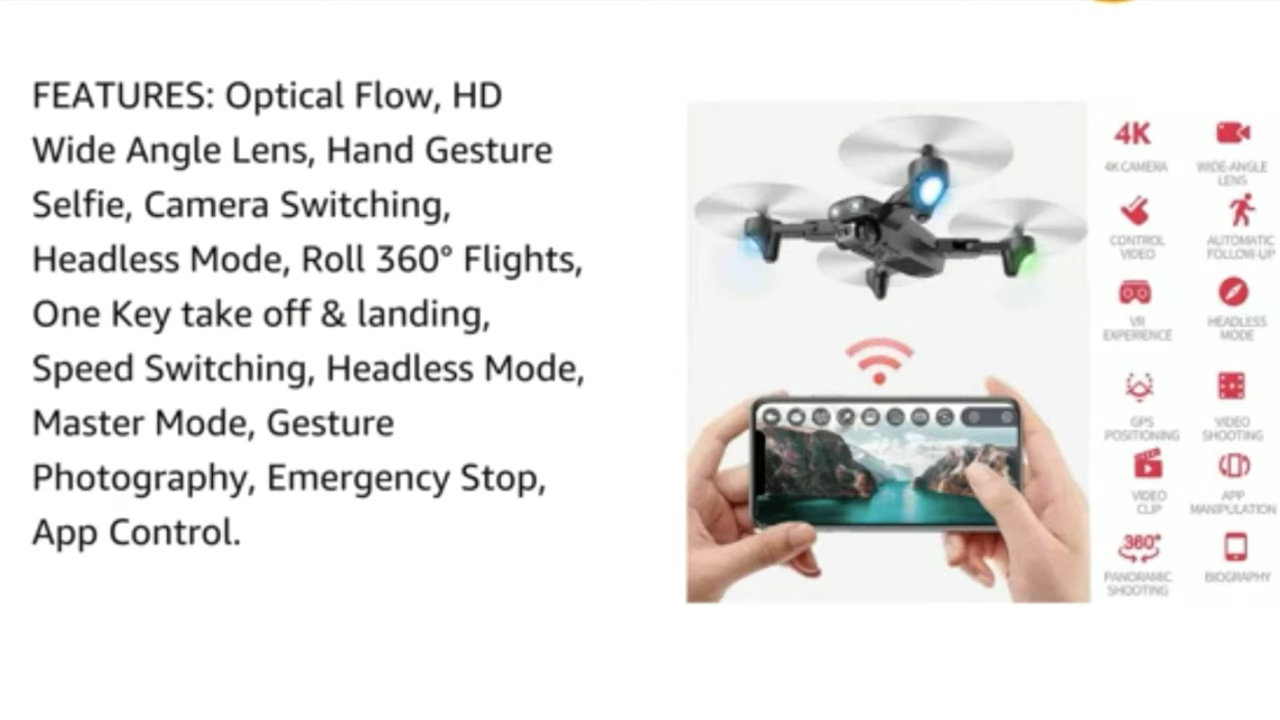 FEATURES: Optical Flow, HD
Wide Angle Lens, Hand Gesture
Selfie, Camera Switching,
Headless Mode, Roll 360° Flights,
One Key take off & landing,
Speed Switching, Headless Mode,
Master Mode, Gesture
Photography, Emergency Stop,
App Control.
4K
4K CAMERA
WIDE-ANGLE
LENS
CONTROL
VIDEO
AUTOMATIC
FOLLOW-UP
VR
EXPERIENCE
HEADLESS
MODE
GPS
POSITIONING
VIDEO
SHOOTING
VIDEO
CLIP
APP
MANIPULATION
360°
PANORAMIC
SHOOTING
BIOGRAPHY